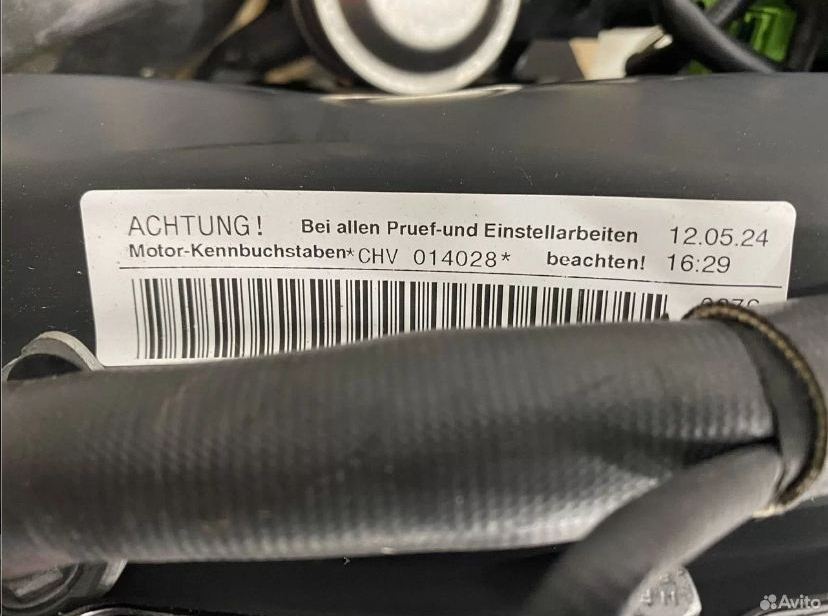 ACHTUNG! Bei allen Pruef-und Einstellarbeiten 12.05.24
Motor-Kennbuchstaben*CHV 014028* beachten! 16:29
Avito